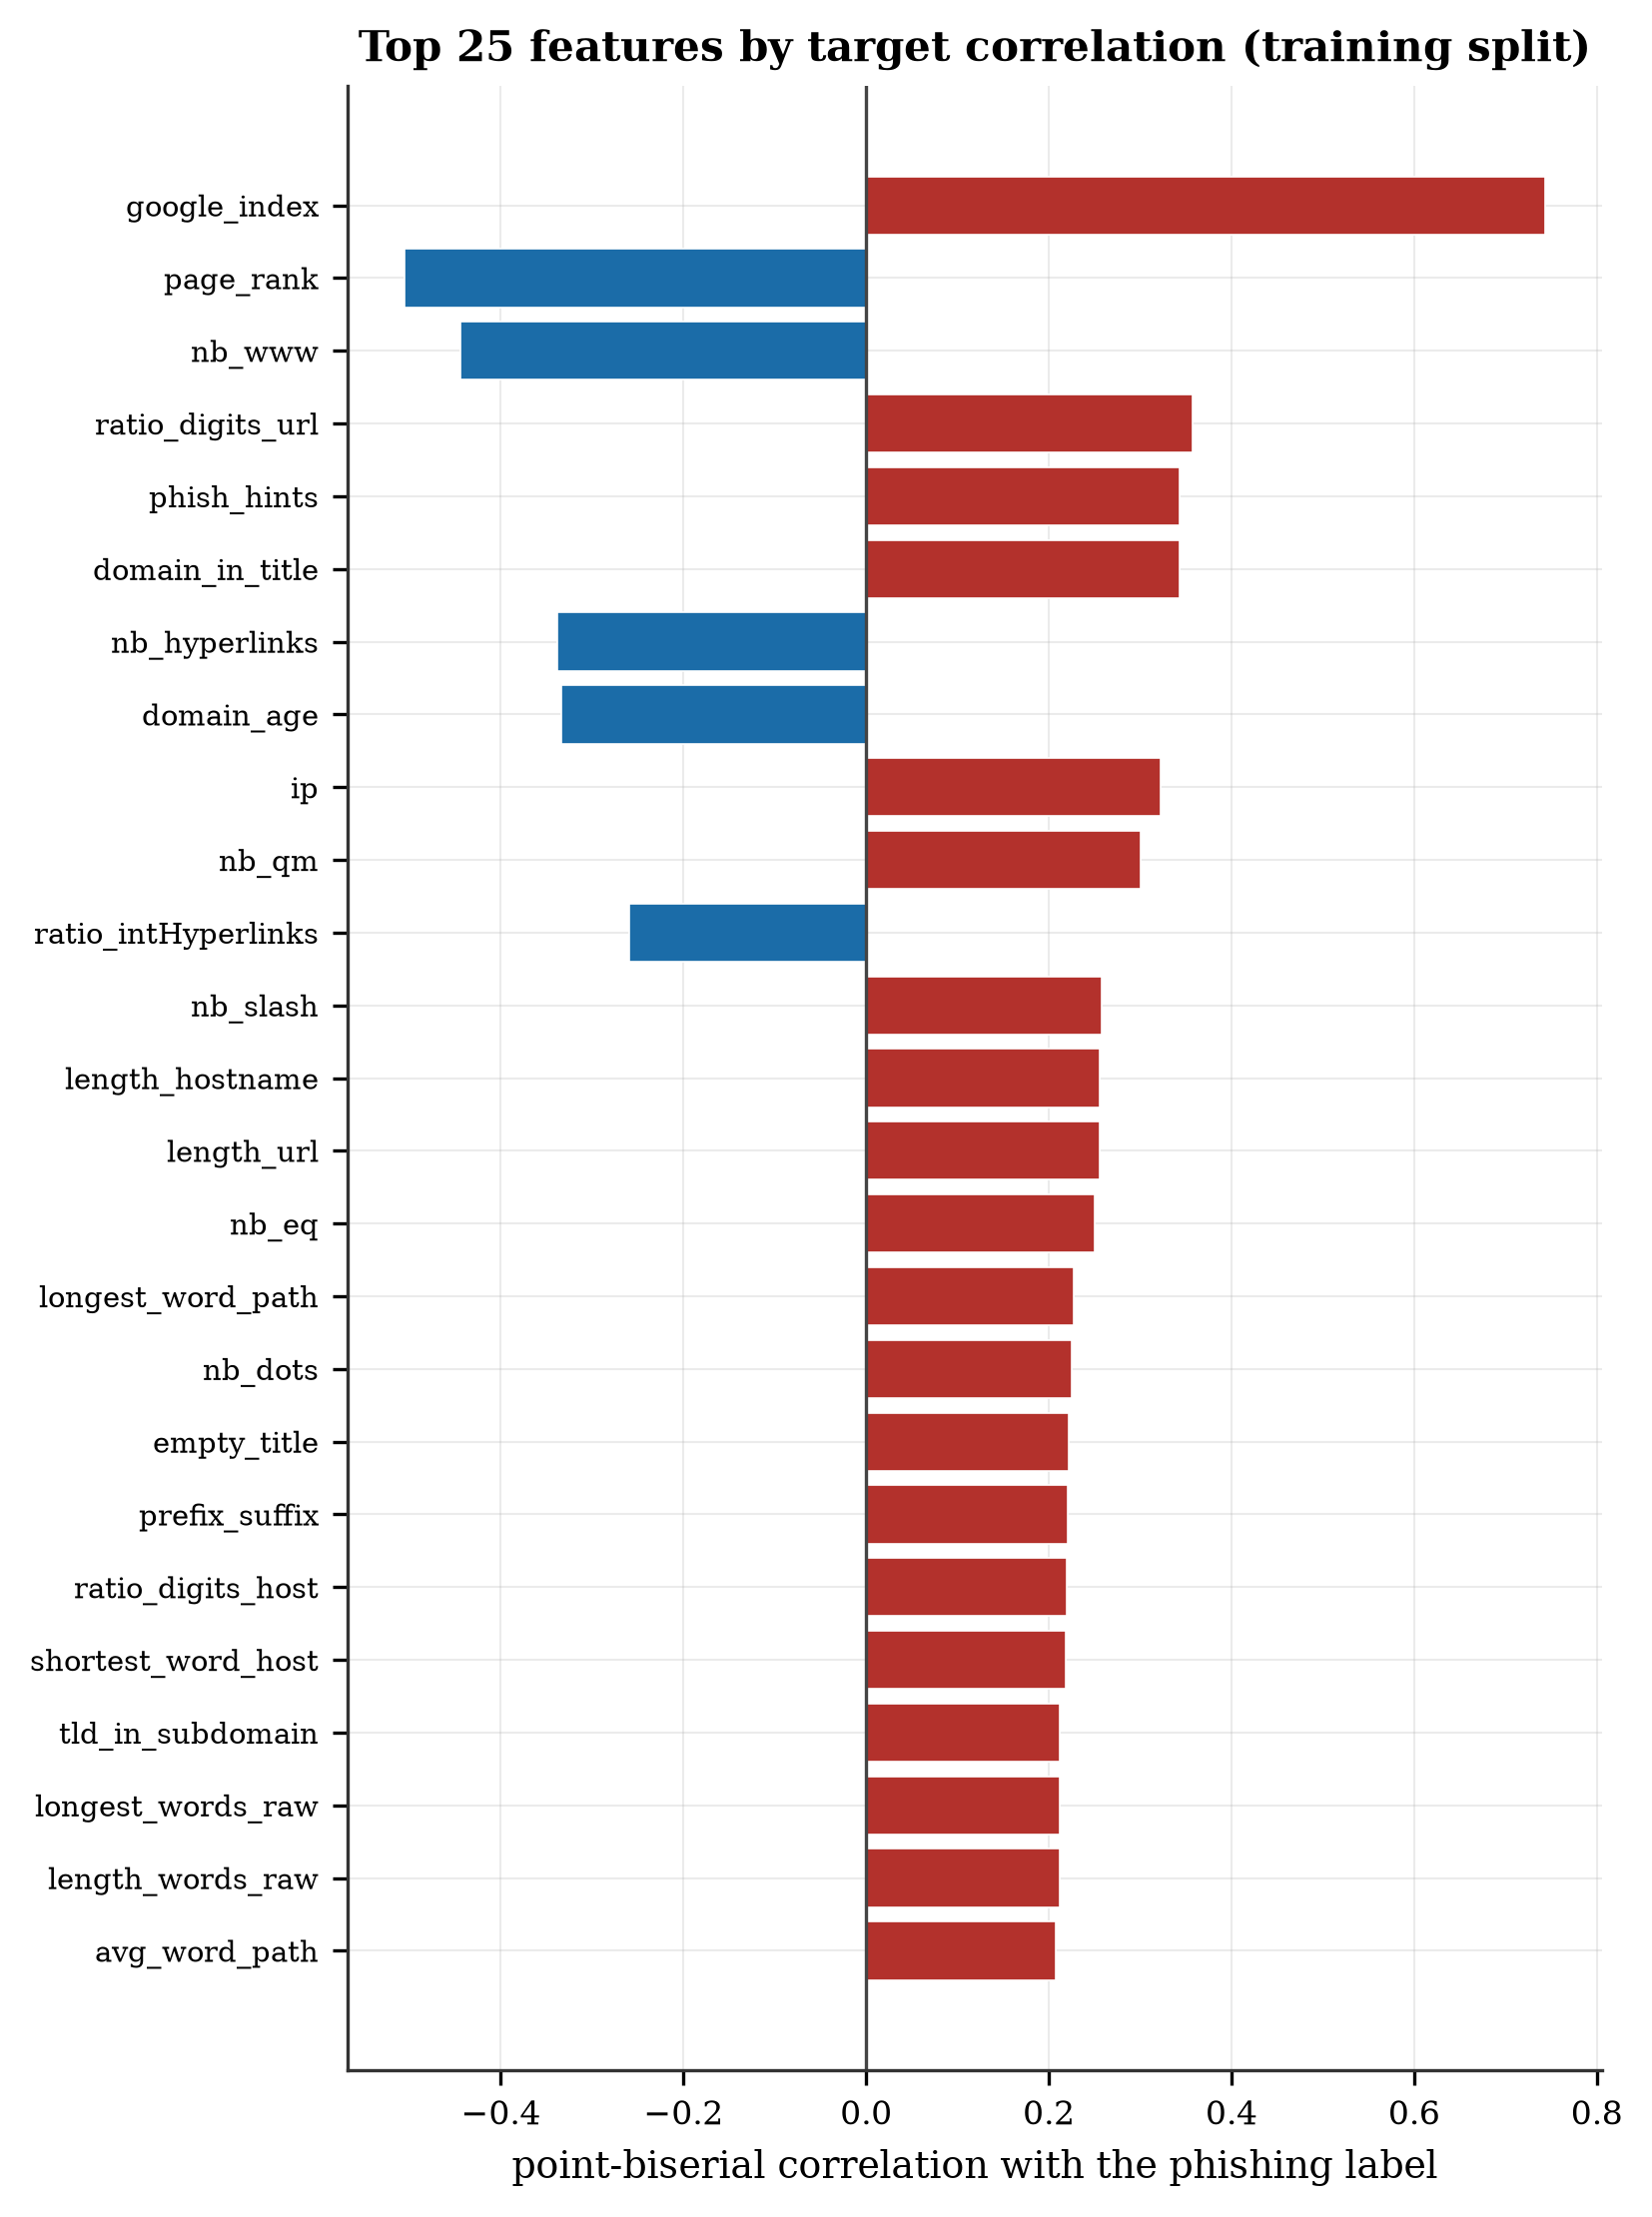 Top 25 features by target correlation (training split)
google_index
page_rank
nb_www
ratio_digits_url
phish_hints
domain_in_title
nb_hyperlinks
domain_age
ip
nb_qm
ratio_intHyperlinks
nb_slash
length_hostname
length_url
nb_eq
longest_word_path
nb_dots
empty_title
prefix_suffix
ratio_digits_host
shortest_word_host
tld_in_subdomain
longest_words_raw
length_words_raw
avg_word_path
−0.4 −0.2 0.0 0.2 0.4 0.6 0.8
point-biserial correlation with the phishing label